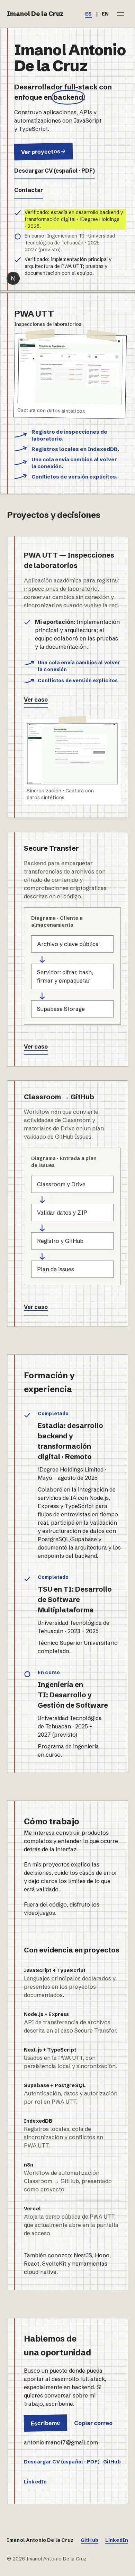 Imanol De la Cruz
ES | EN
Imanol Antonio
De la Cruz
Desarrollador full-stack con
enfoque en backend.
Construyo aplicaciones, APIs y
automatizaciones con JavaScript
y TypeScript.
Ver proyectos→
Descargar CV (español · PDF)
Contactar
Verificado: estadía en desarrollo backend y
transformación digital · 1Degree Holdings
· 2025.
En curso: Ingeniería en TI · Universidad
Tecnológica de Tehuacán · 2025 –
2027 (previsto).
Verificado: implementación principal y
arquitectura de PWA UTT; pruebas y
documentación con el equipo.
N
PWA UTT
Inspecciones de laboratorios
Captura con datos sintéticos
Registro de inspecciones de
laboratorio.
Registros locales en IndexedDB.
Una cola envía cambios al volver
la conexión.
Conflictos de versión explícitos.
Proyectos y decisiones
PWA UTT — Inspecciones
de laboratorios
Aplicación académica para registrar
inspecciones de laboratorio,
conservar cambios sin conexión y
sincronizarlos cuando vuelve la red.
Mi aportación: Implementación
principal y arquitectura; el
equipo colaboró en las pruebas
y la documentación.
Una cola envía cambios al volver
la conexión
Conflictos de versión explícitos
Ver caso
Sincronización · Captura con
datos sintéticos
Secure Transfer
Backend para empaquetar
transferencias de archivos con
cifrado de contenido y
comprobaciones criptográficas
descritas en el código.
Diagrama · Cliente a
almacenamiento
Archivo y clave pública
Servidor: cifrar, hash,
firmar y empaquetar
Supabase Storage
Ver caso
Classroom → GitHub
Workflow n8n que convierte
actividades de Classroom y
materiales de Drive en un plan
validado de GitHub Issues.
Diagrama · Entrada a plan
de issues
Classroom y Drive
Validar datos y ZIP
Registro y GitHub
Plan de issues
Ver caso
Formación y
experiencia
Completado
Estadía: desarrollo
backend y
transformación
digital · Remoto
1Degree Holdings Limited ·
Mayo – agosto de 2025
Colaboré en la integración de
servicios de IA con Node.js,
Express y TypeScript para
flujos de entrevistas en tiempo
real, participé en la validación
y estructuración de datos con
PostgreSQL/Supabase y
documenté la arquitectura y los
endpoints del backend.
Completado
TSU en TI: Desarrollo
de Software
Multiplataforma
Universidad Tecnológica de
Tehuacán · 2023 – 2025
Técnico Superior Universitario
completado.
En curso
Ingeniería en
TI: Desarrollo y
Gestión de Software
Universidad Tecnológica
de Tehuacán · 2025 –
2027 (previsto)
Programa de ingeniería
en curso.
Cómo trabajo
Me interesa construir productos
completos y entender lo que ocurre
detrás de la interfaz.
En mis proyectos explico las
decisiones, cuido los casos de error
y dejo claros los límites de lo que
está validado.
Fuera del código, disfruto los
videojuegos.
Con evidencia en proyectos
JavaScript + TypeScript
Lenguajes principales declarados y
presentes en los proyectos
documentados.
Node.js + Express
API de transferencia de archivos
descrita en el caso Secure Transfer.
Next.js + TypeScript
Usados en la PWA UTT, con
persistencia local y sincronización.
Supabase + PostgreSQL
Autenticación, datos y autorización
por rol en PWA UTT.
IndexedDB
Registros locales, cola de
sincronización y conflictos en
PWA UTT.
n8n
Workflow de automatización
Classroom → GitHub, presentado
como proyecto.
Vercel
Aloja la demo pública de PWA UTT,
que actualmente abre en la pantalla
de acceso.
También conozco: NestJS, Hono,
React, SvelteKit y herramientas
cloud-native.
Hablemos de
una oportunidad
Busco un puesto donde pueda
aportar al desarrollo full-stack,
especialmente en backend. Si
quieres conversar sobre mi
trabajo, escríbeme.
Escríbeme Copiar correo
antonioimanol7@gmail.com
Descargar CV (español · PDF) GitHub
LinkedIn
Imanol Antonio De la Cruz GitHub LinkedIn
© 2026 Imanol Antonio De la Cruz